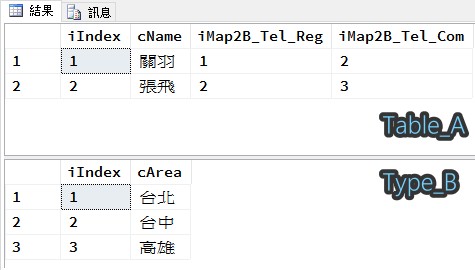 結果 訊息
iIndex cName iMap2B_Tel_Reg iMap2B_Tel_Com
1 1 關羽 1 2
2 2 張飛 2 3
Table_A
iIndex cArea
Type_B
1 1 台北
2 2 台中
3 3 高雄